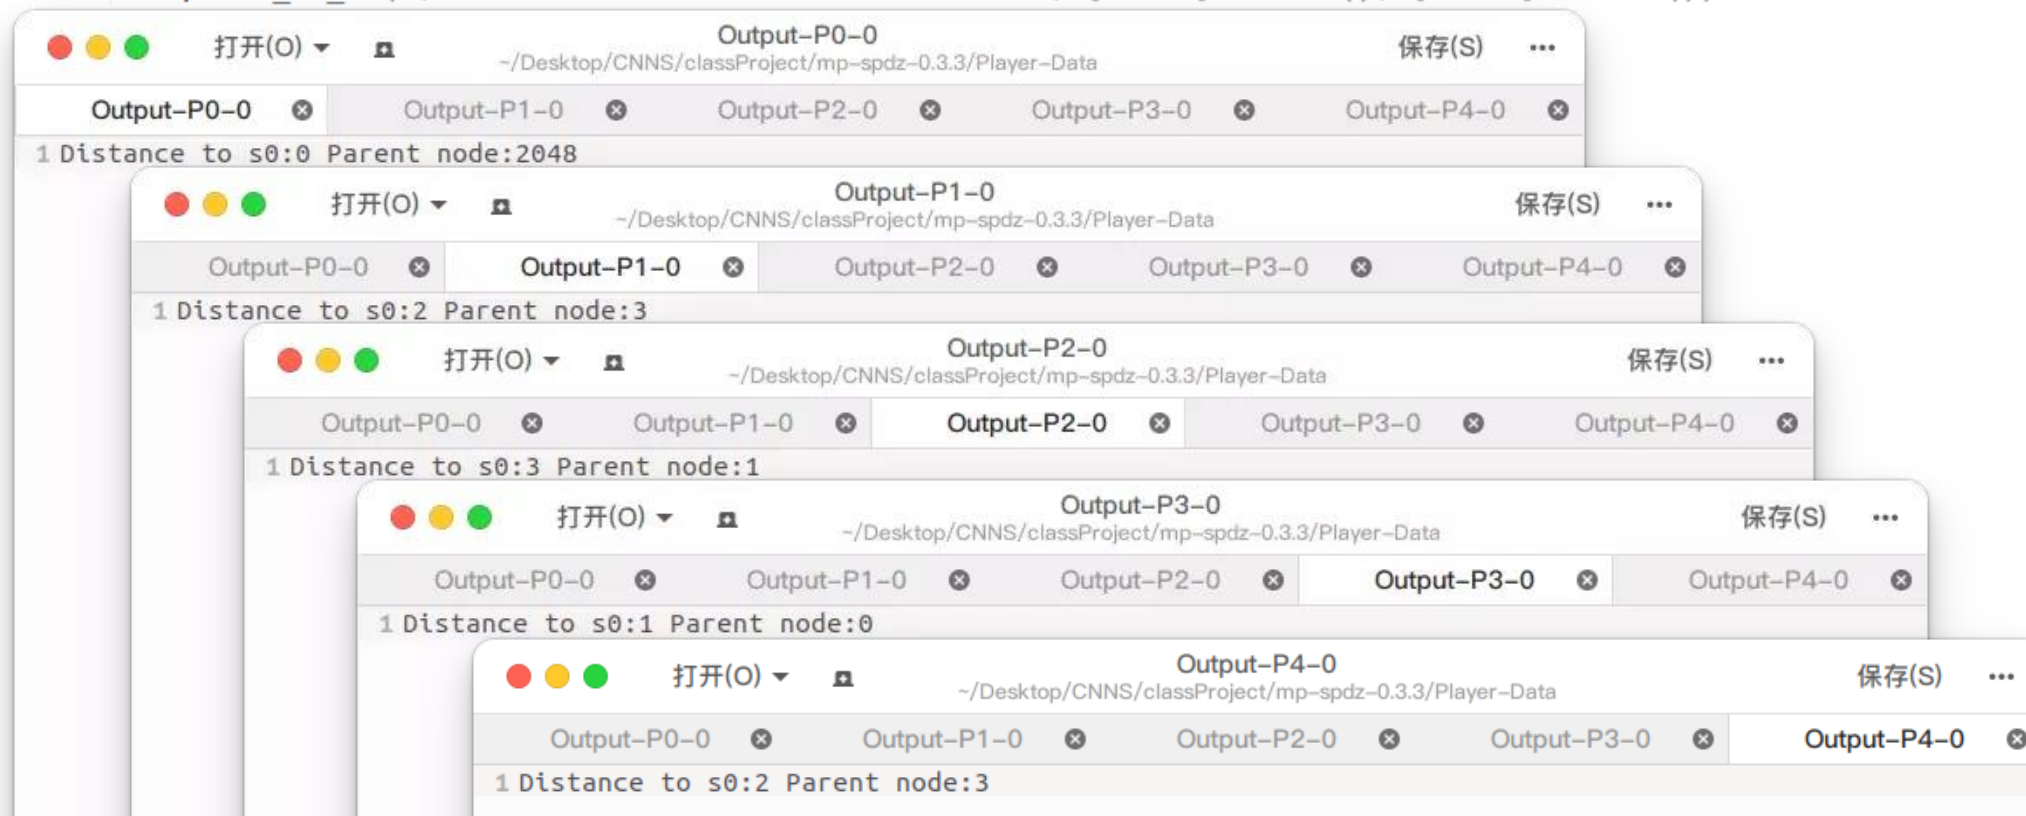 打开(O)
Output-P0-0
~/Desktop/CNNS/classProject/mp-spdz-0.3.3/Player-Data
保存(S)
Output-P0-0 Output-P1-0 Output-P2-0 Output-P3-0 Output-P4-0
1 Distance to s0:0 Parent node:2048
打开(O)
Output-P1-0
~/Desktop/CNNS/classProject/mp-spdz-0.3.3/Player-Data
保存(S)
Output-P0-0 Output-P1-0 Output-P2-0 Output-P3-0 Output-P4-0
1 Distance to s0:2 Parent node:3
打开(O)
Output-P2-0
~/Desktop/CNNS/classProject/mp-spdz-0.3.3/Player-Data
保存(S)
Output-P0-0 Output-P1-0 Output-P2-0 Output-P3-0 Output-P4-0
1 Distance to s0:3 Parent node:1
打开(O)
Output-P3-0
~/Desktop/CNNS/classProject/mp-spdz-0.3.3/Player-Data
保存(S)
Output-P0-0 Output-P1-0 Output-P2-0 Output-P3-0 Output-P4-0
1 Distance to s0:1 Parent node:0
打开(O)
Output-P4-0
~/Desktop/CNNS/classProject/mp-spdz-0.3.3/Player-Data
保存(S)
Output-P0-0 Output-P1-0 Output-P2-0 Output-P3-0 Output-P4-0
1 Distance to s0:2 Parent node:3